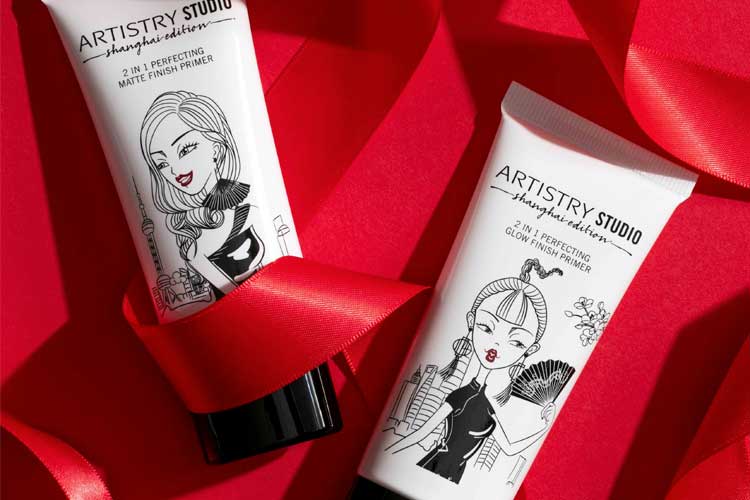 ARTISTRY STUDIO
shanghai edition
2 IN 1 PERFECTING
MATTE FINISH PRIMER
ARTISTRY STUDIO
shanghai edition
2 IN 1 PERFECTING
GLOW FINISH PRIMER